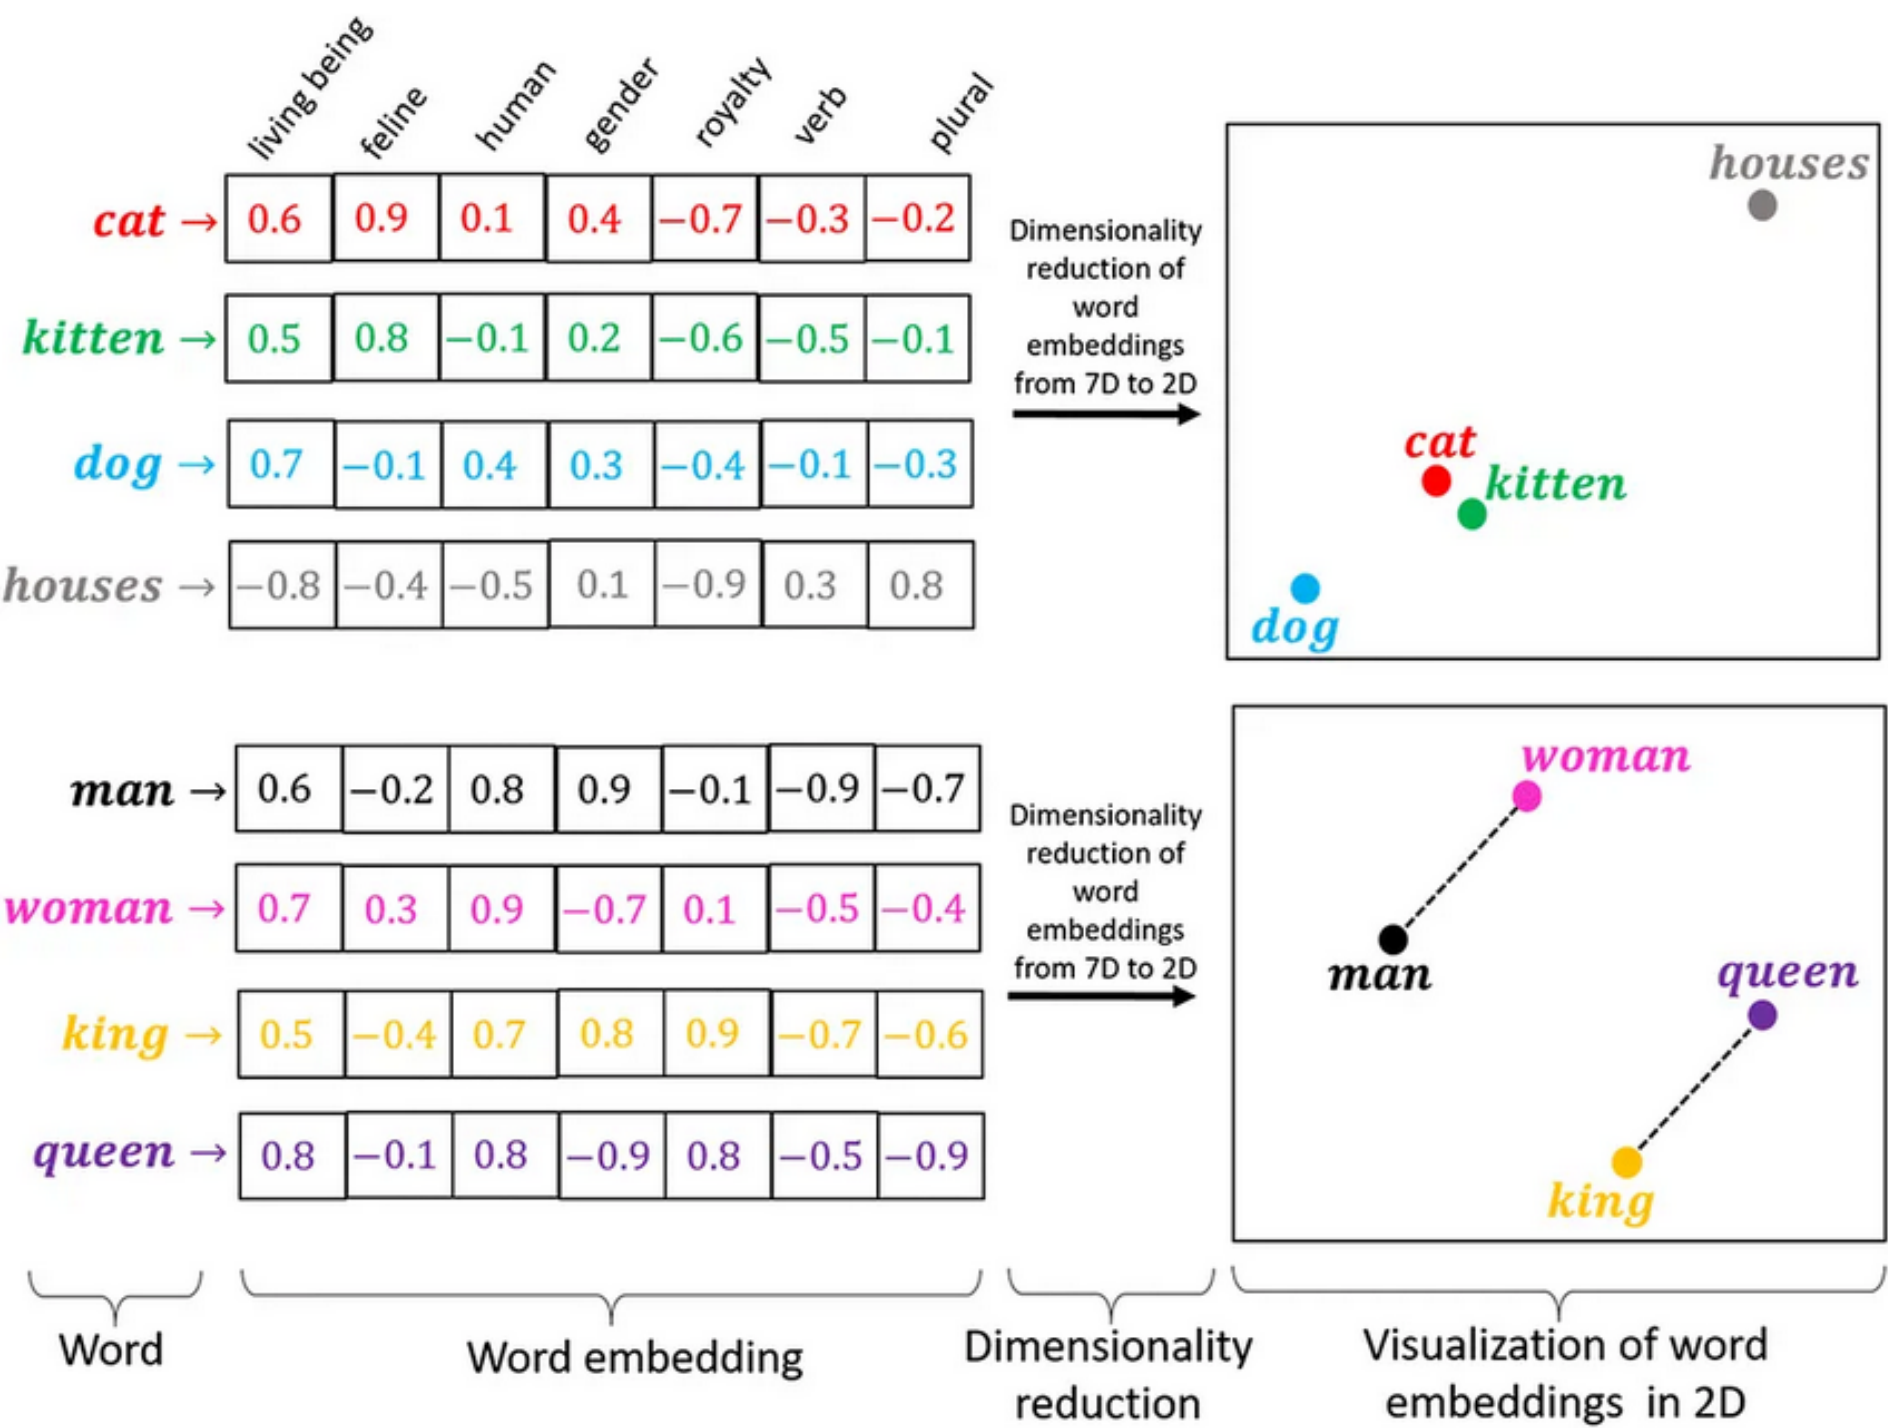 living being feline human gender royalty verb plural
cat → 0.6 0.9 0.1 0.4 −0.7 −0.3 −0.2
kitten → 0.5 0.8 −0.1 0.2 −0.6 −0.5 −0.1
dog → 0.7 −0.1 0.4 0.3 −0.4 −0.1 −0.3
houses → −0.8 −0.4 −0.5 0.1 −0.9 0.3 0.8
Dimensionality
reduction of
word
embeddings
from 7D to 2D
houses
cat
kitten
dog
man → 0.6 −0.2 0.8 0.9 −0.1 −0.9 −0.7
woman → 0.7 0.3 0.9 −0.7 0.1 −0.5 −0.4
king → 0.5 −0.4 0.7 0.8 0.9 −0.7 −0.6
queen → 0.8 −0.1 0.8 −0.9 0.8 −0.5 −0.9
Dimensionality
reduction of
word
embeddings
from 7D to 2D
woman
man
queen
king
Word
Word embedding
Dimensionality
reduction
Visualization of word
embeddings in 2D